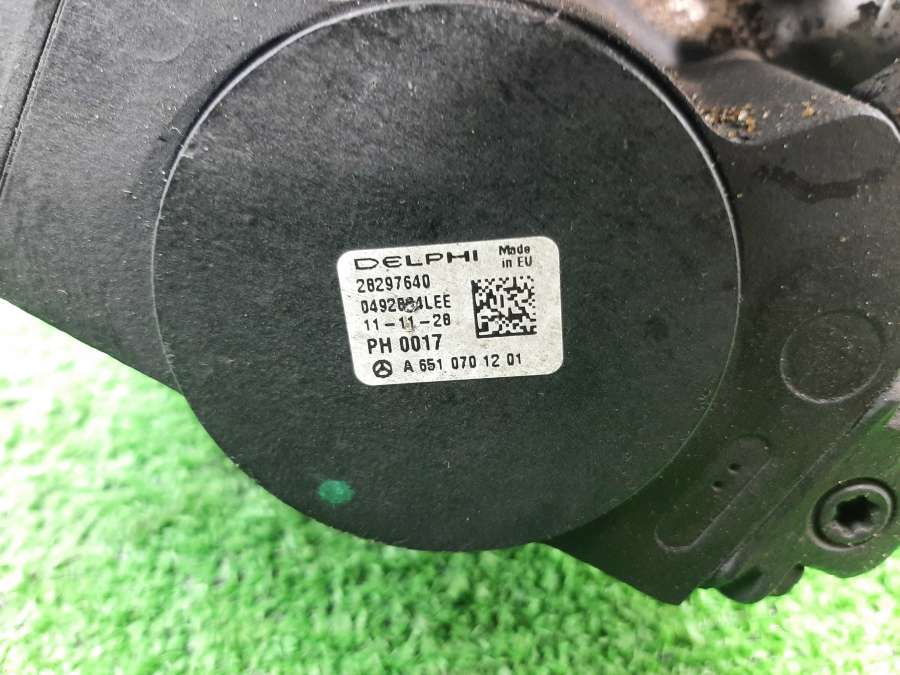 DELPHI Made in EU
28297640
11-11-28
PH 0017
A 651 070 12 01